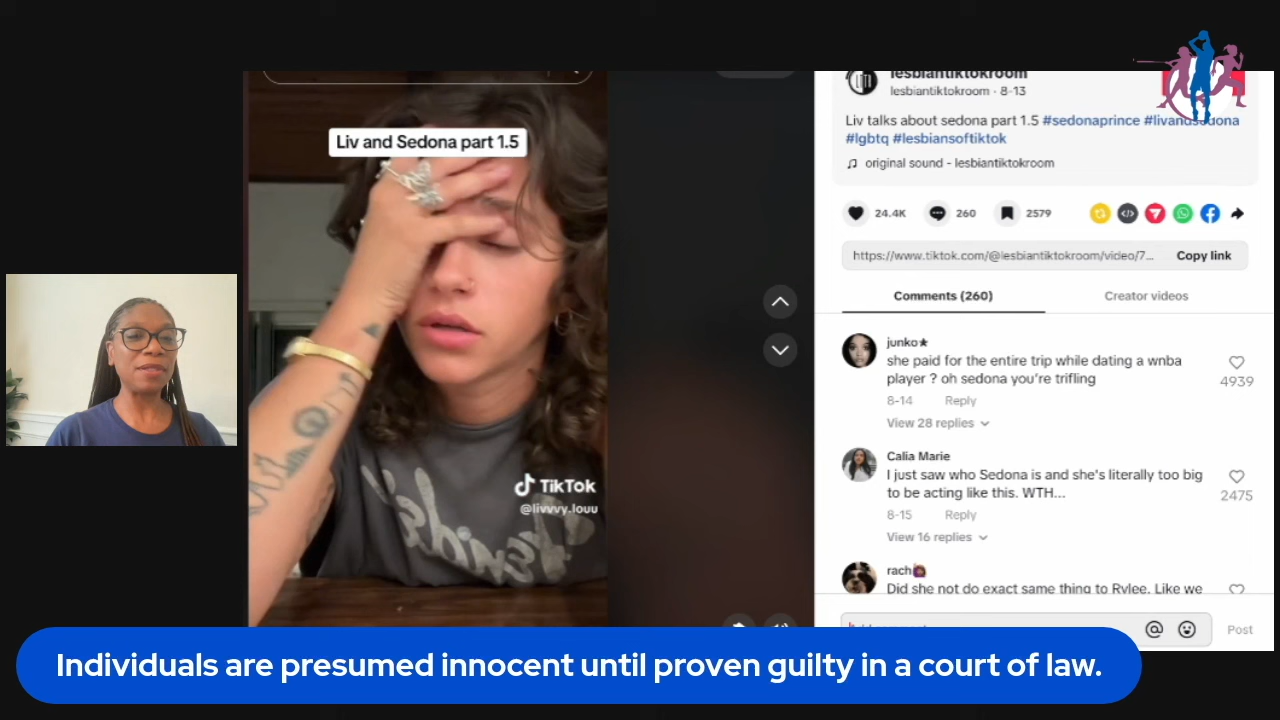 Liv and Sedona part 1.5
TikTok
@livvvy.louu
lesbiantiktokroom
lesbiantiktokroom · 8-13
Liv talks about sedona part 1.5 #sedonaprince #livandsedona
#lgbtq #lesbiansoftiktok
original sound - lesbiantiktokroom
24.4K
260
2579
https://www.tiktok.com/@lesbiantiktokroom/video/7...
Copy link
Comments (260)
Creator videos
junko★
she paid for the entire trip while dating a wnba
player ? oh sedona you're trifling
4939
8-14
Reply
View 28 replies
Calia Marie
I just saw who Sedona is and she's literally too big
to be acting like this. WTH...
2475
8-15
Reply
View 16 replies
rach
Did she not do exact same thing to Rylee. Like we
@
Post
Individuals are presumed innocent until proven guilty in a court of law.